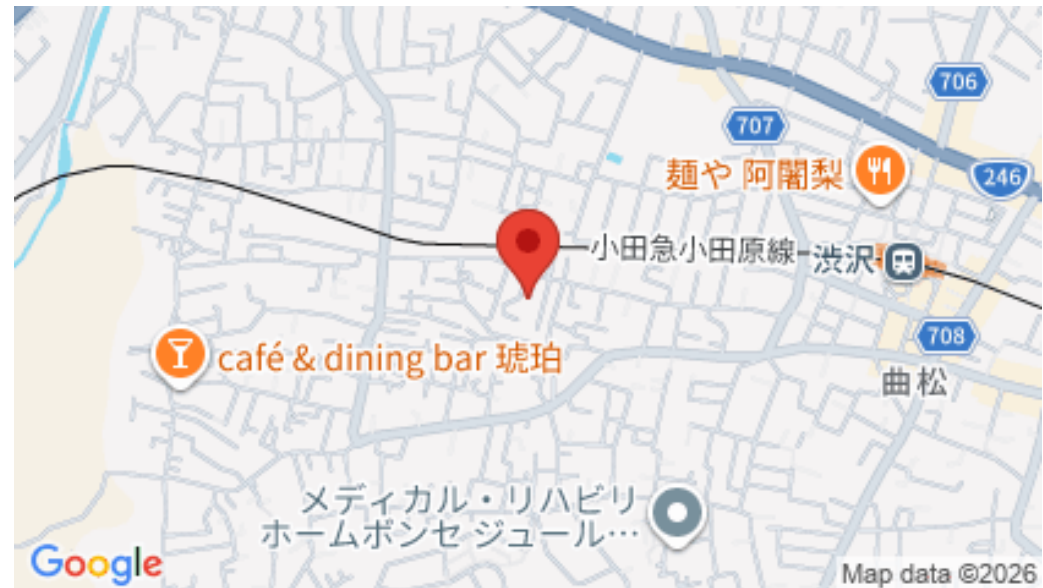 706
707
麺や 阿闍梨
246
小田急小田原線
渋沢
708
café & dining bar 琥珀
曲松
メディカル・リハビリ
ホームボンセジュール…
Google
Map data ©2026